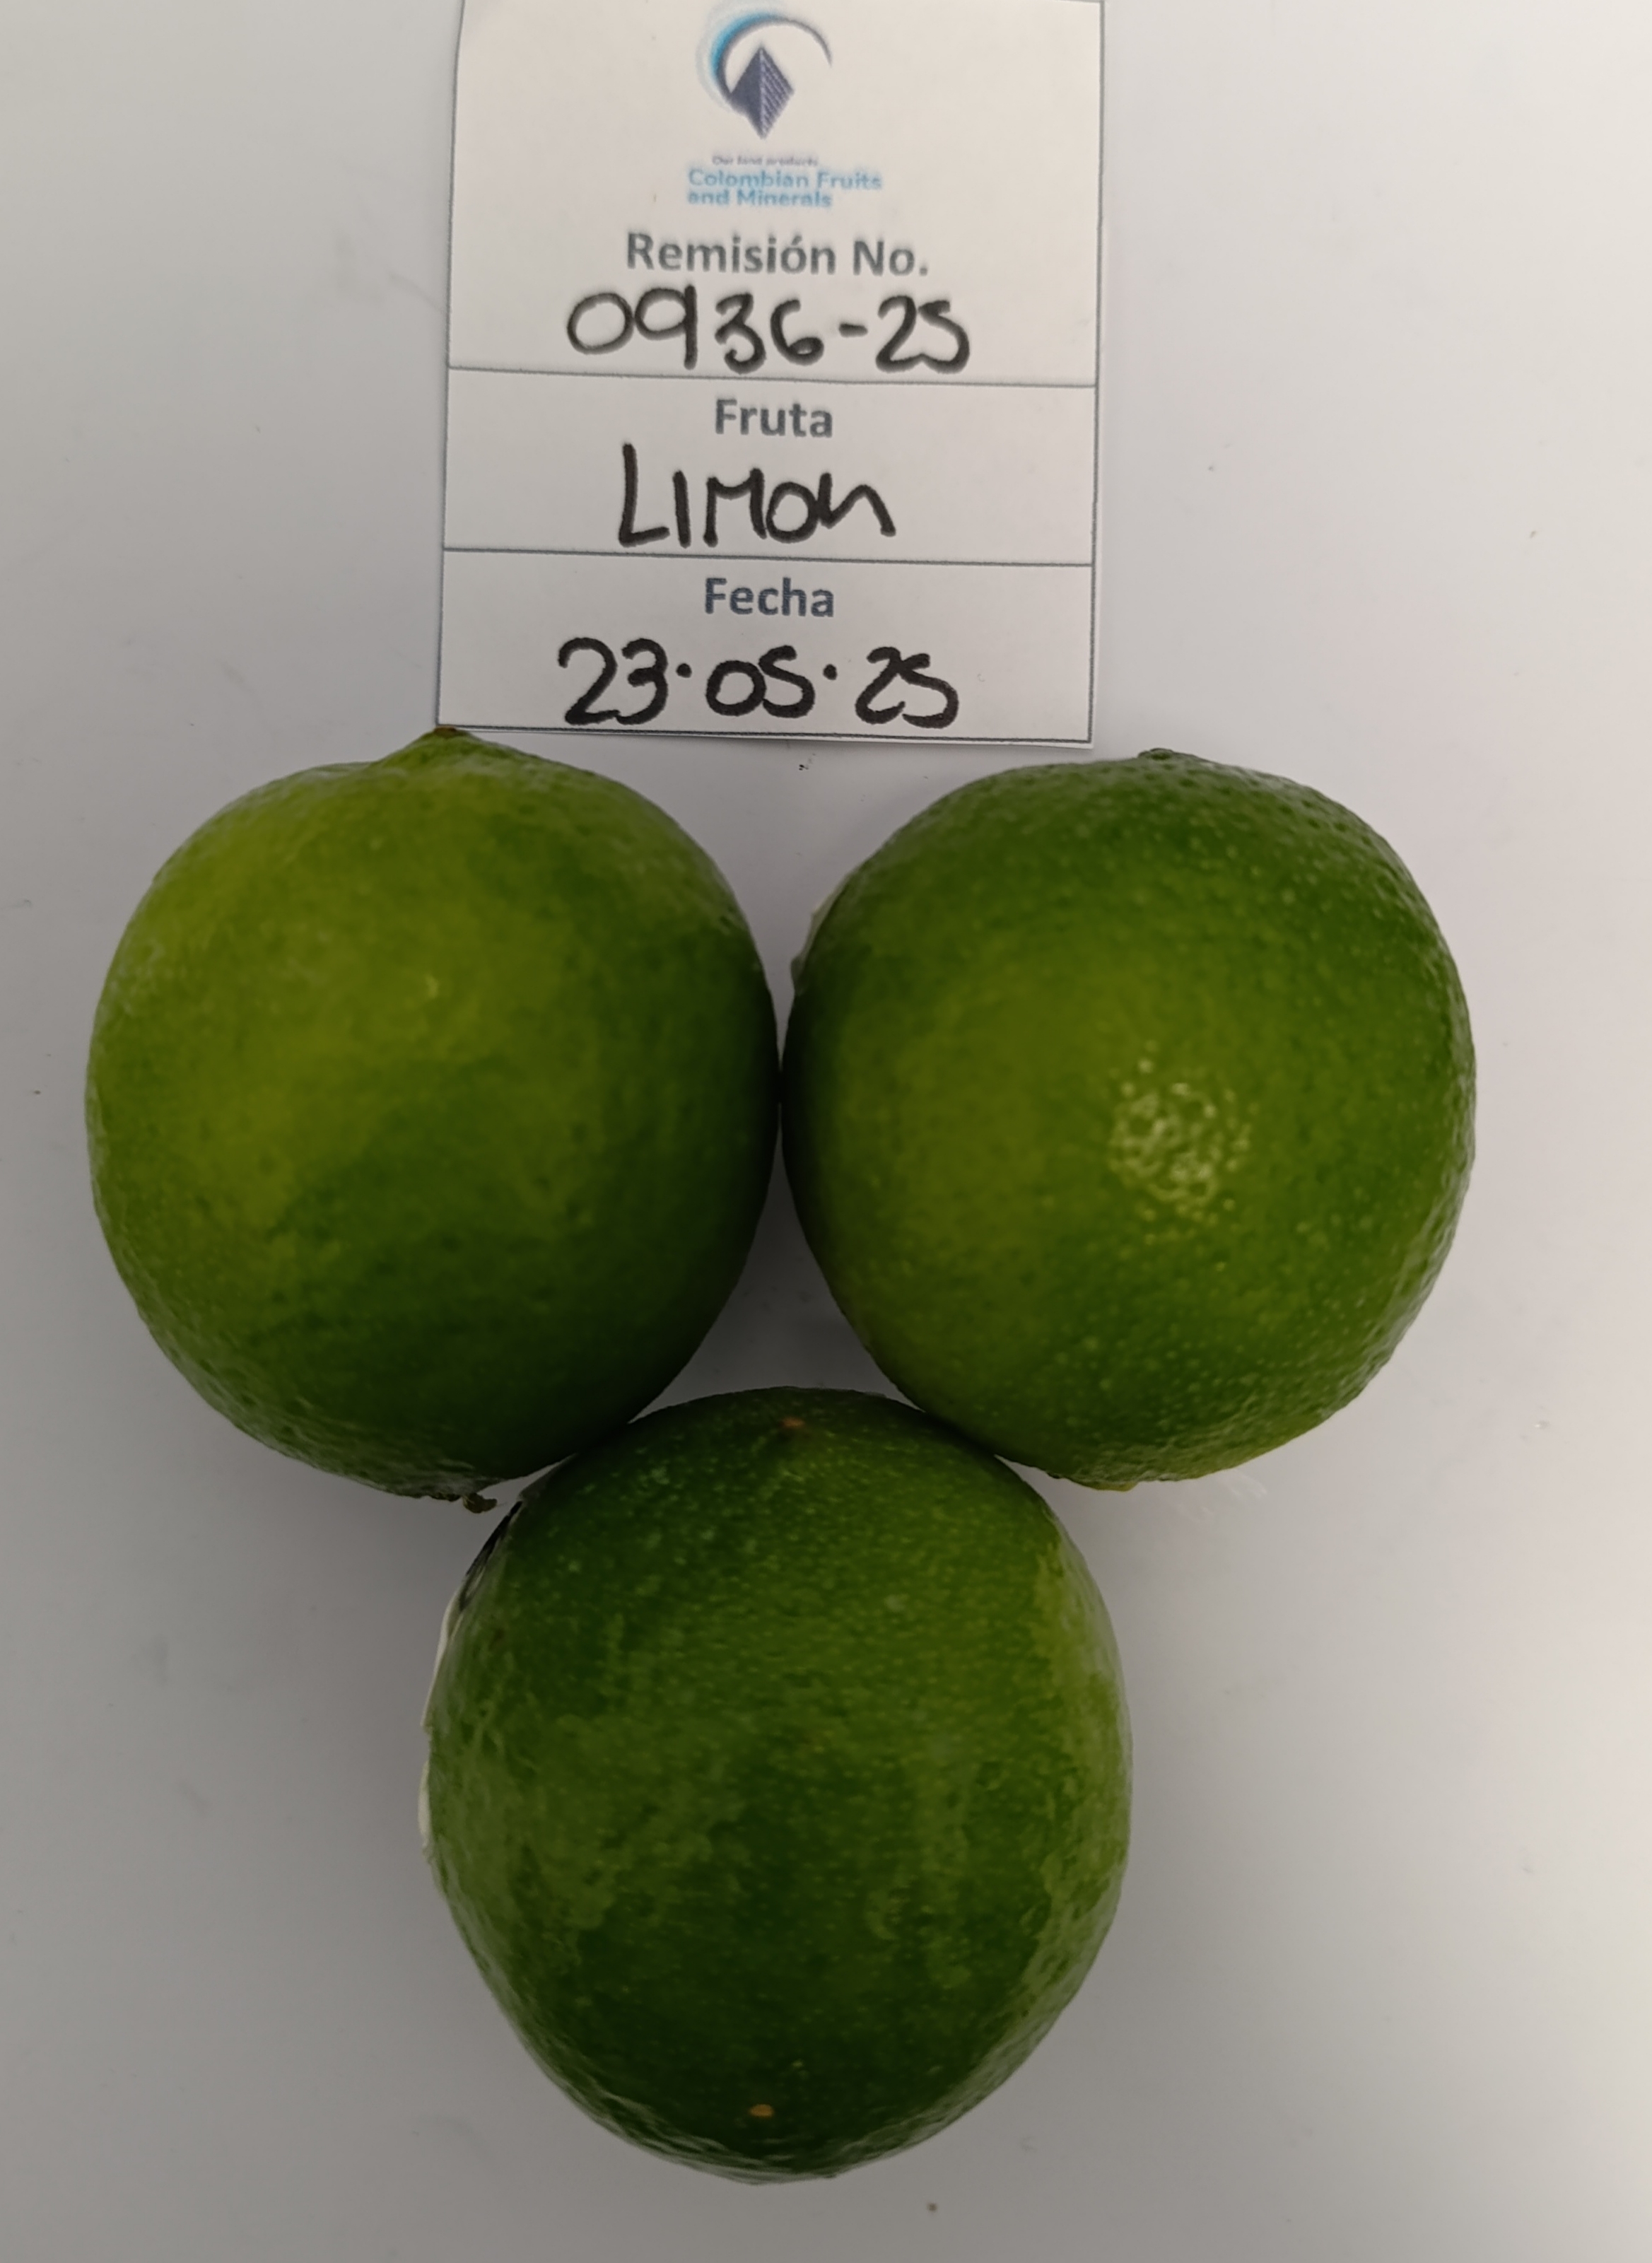 Our best products
Colombian Fruits
and Minerals
Remisión No.
0936-25
Fruta
LIMON
Fecha
23.05.25